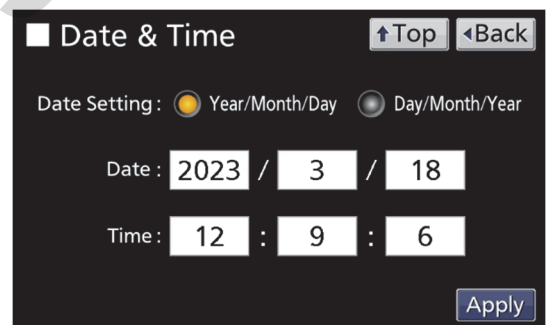 Date & Time
Top Back
Date Setting : Year/Month/Day Day/Month/Year
Date : 2023 / 3 / 18
Time : 12 : 9 : 6
Apply